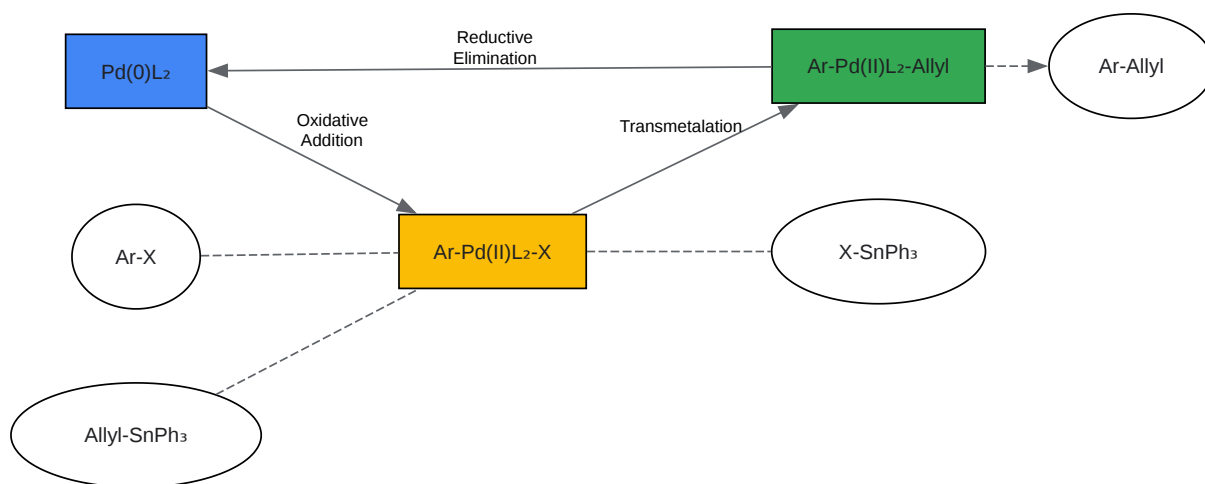 Reductive
Elimination
Pd(0)L₂
Ar-Pd(II)L₂-Allyl
Ar-Allyl
Oxidative
Addition
Transmetalation
Ar-X
Ar-Pd(II)L₂-X
X-SnPh₃
Allyl-SnPh₃